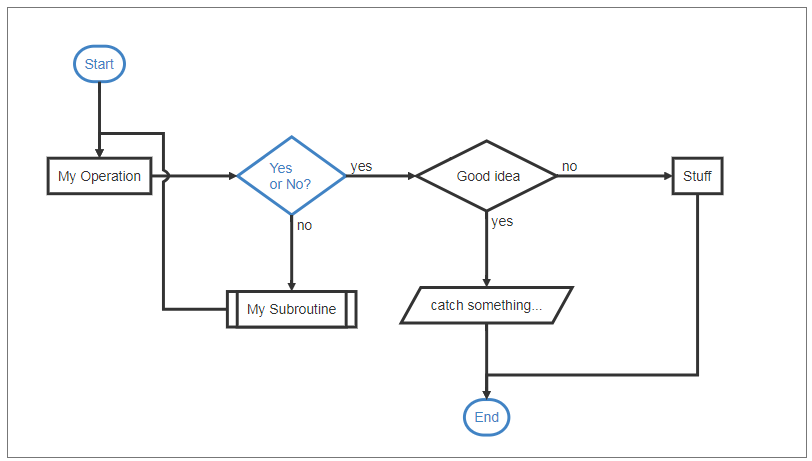 Start
My Operation
Yes
or No?
yes
Good idea
no
Stuff
no
yes
My Subroutine
catch something...
End